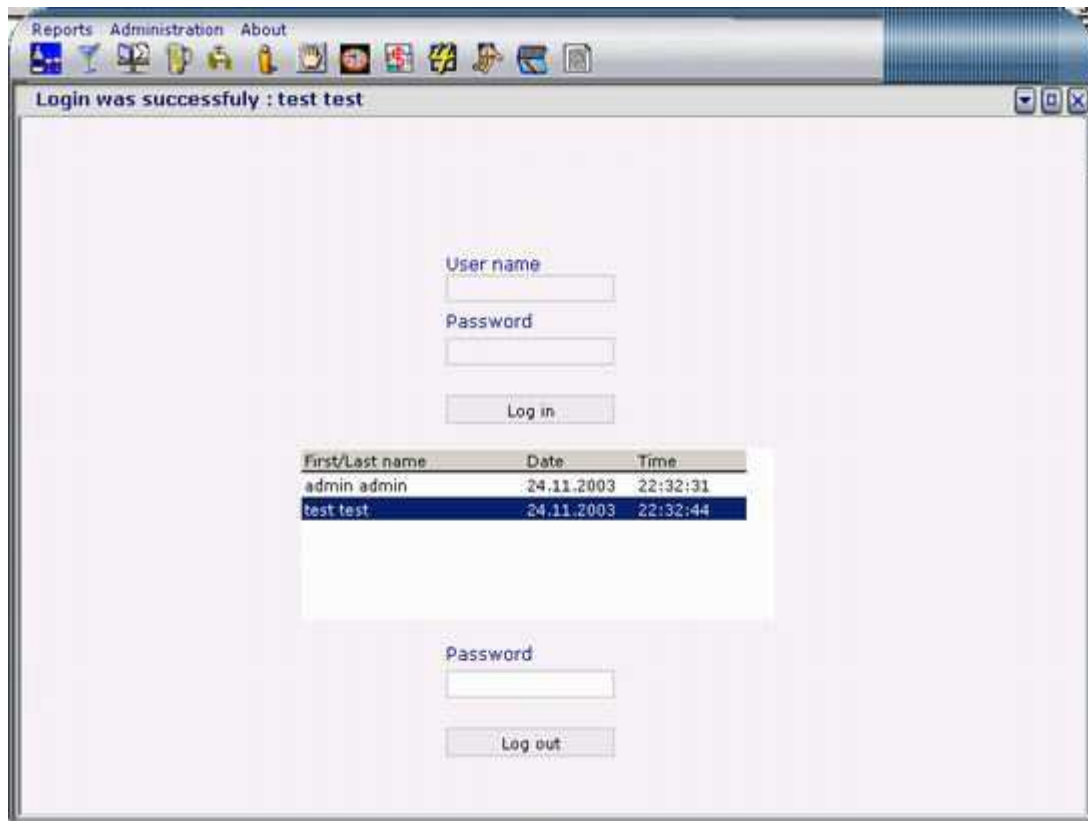 Reports Administration About
Login was successfuly : test test
User name
Password
Log in
First/Last name Date Time
admin admin 24.11.2003 22:32:31
test test 24.11.2003 22:32:44
Password
Log out